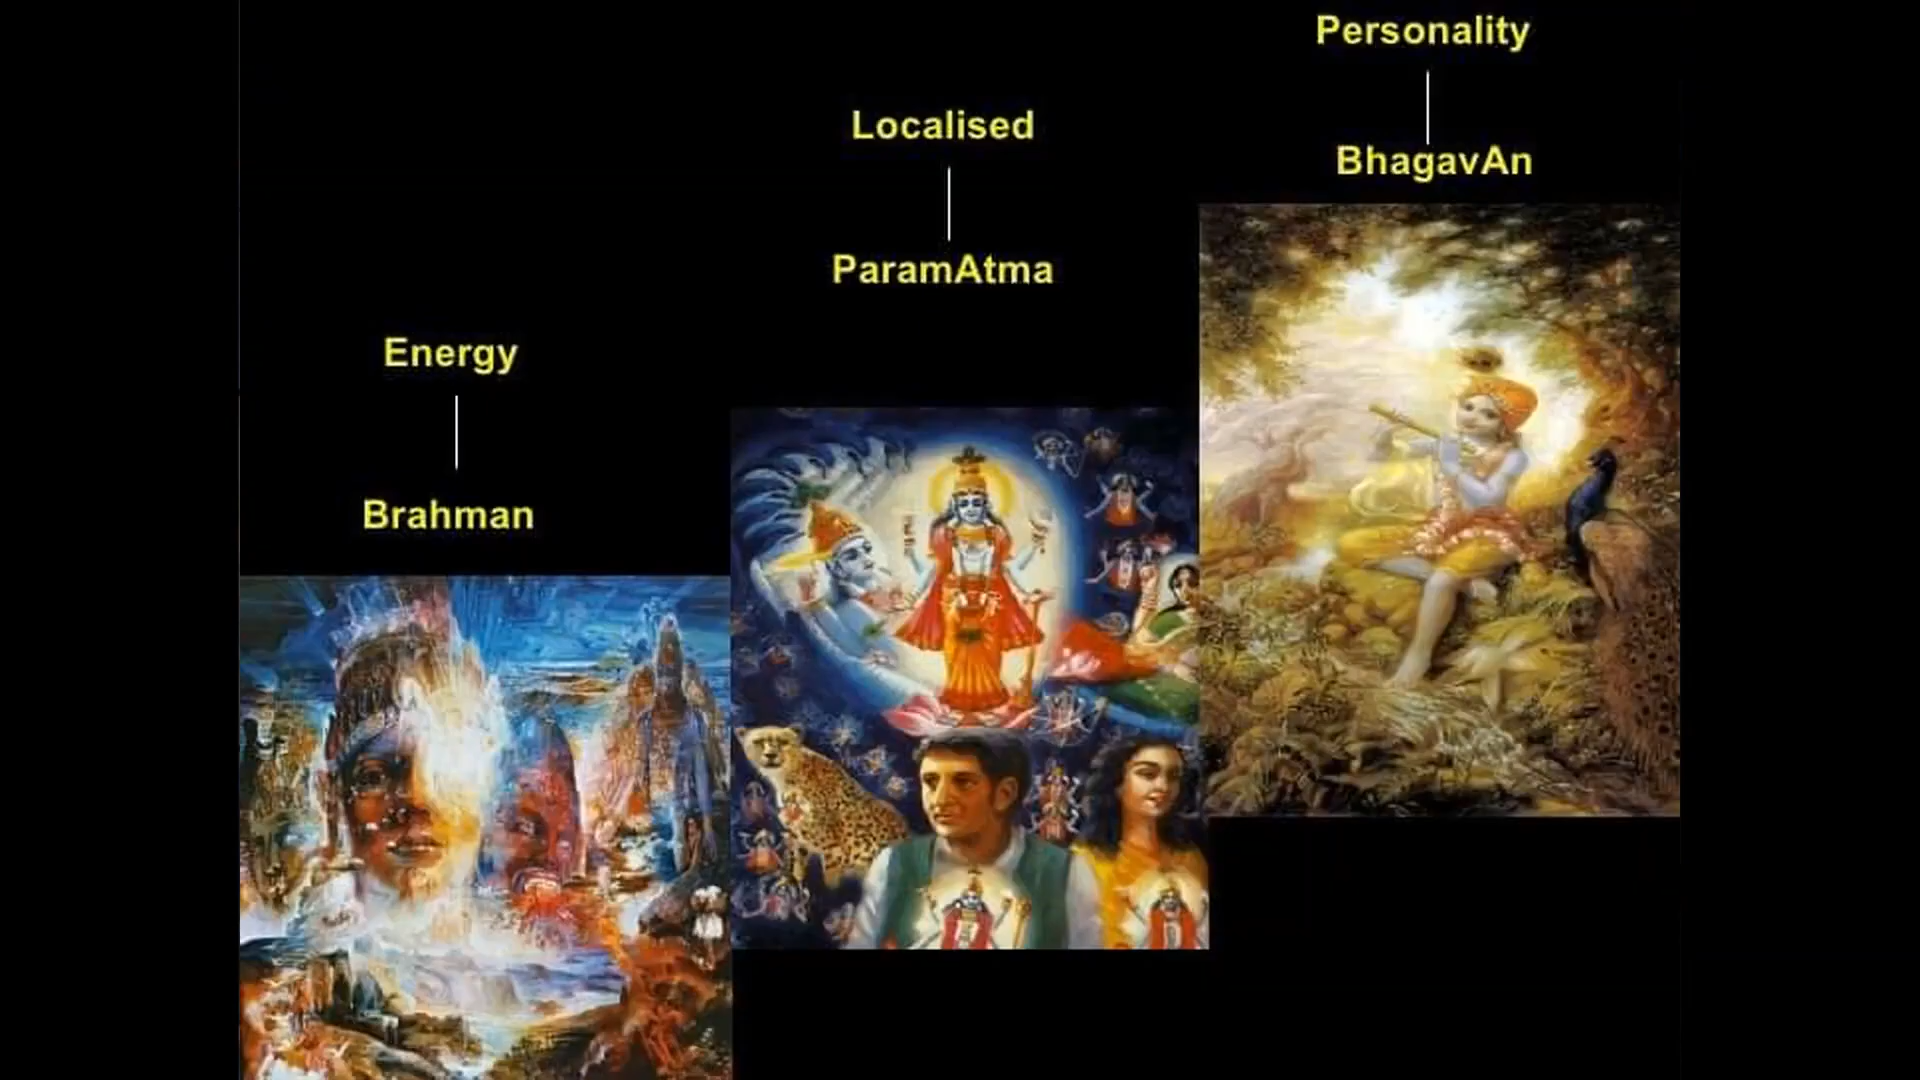 Personality
BhagavAn
Localised
ParamAtma
Energy
Brahman